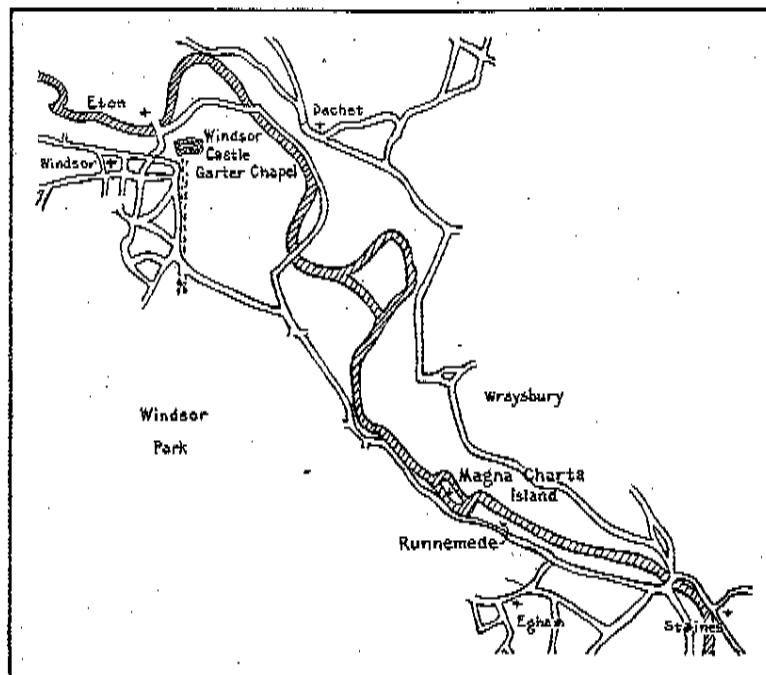 Eton
Dachet
Windsor
Castle
Garter Chapel
Windsor
Wraysbury
Windsor
Park
Magna Charta
Island
Runnemede
Egham
Staines